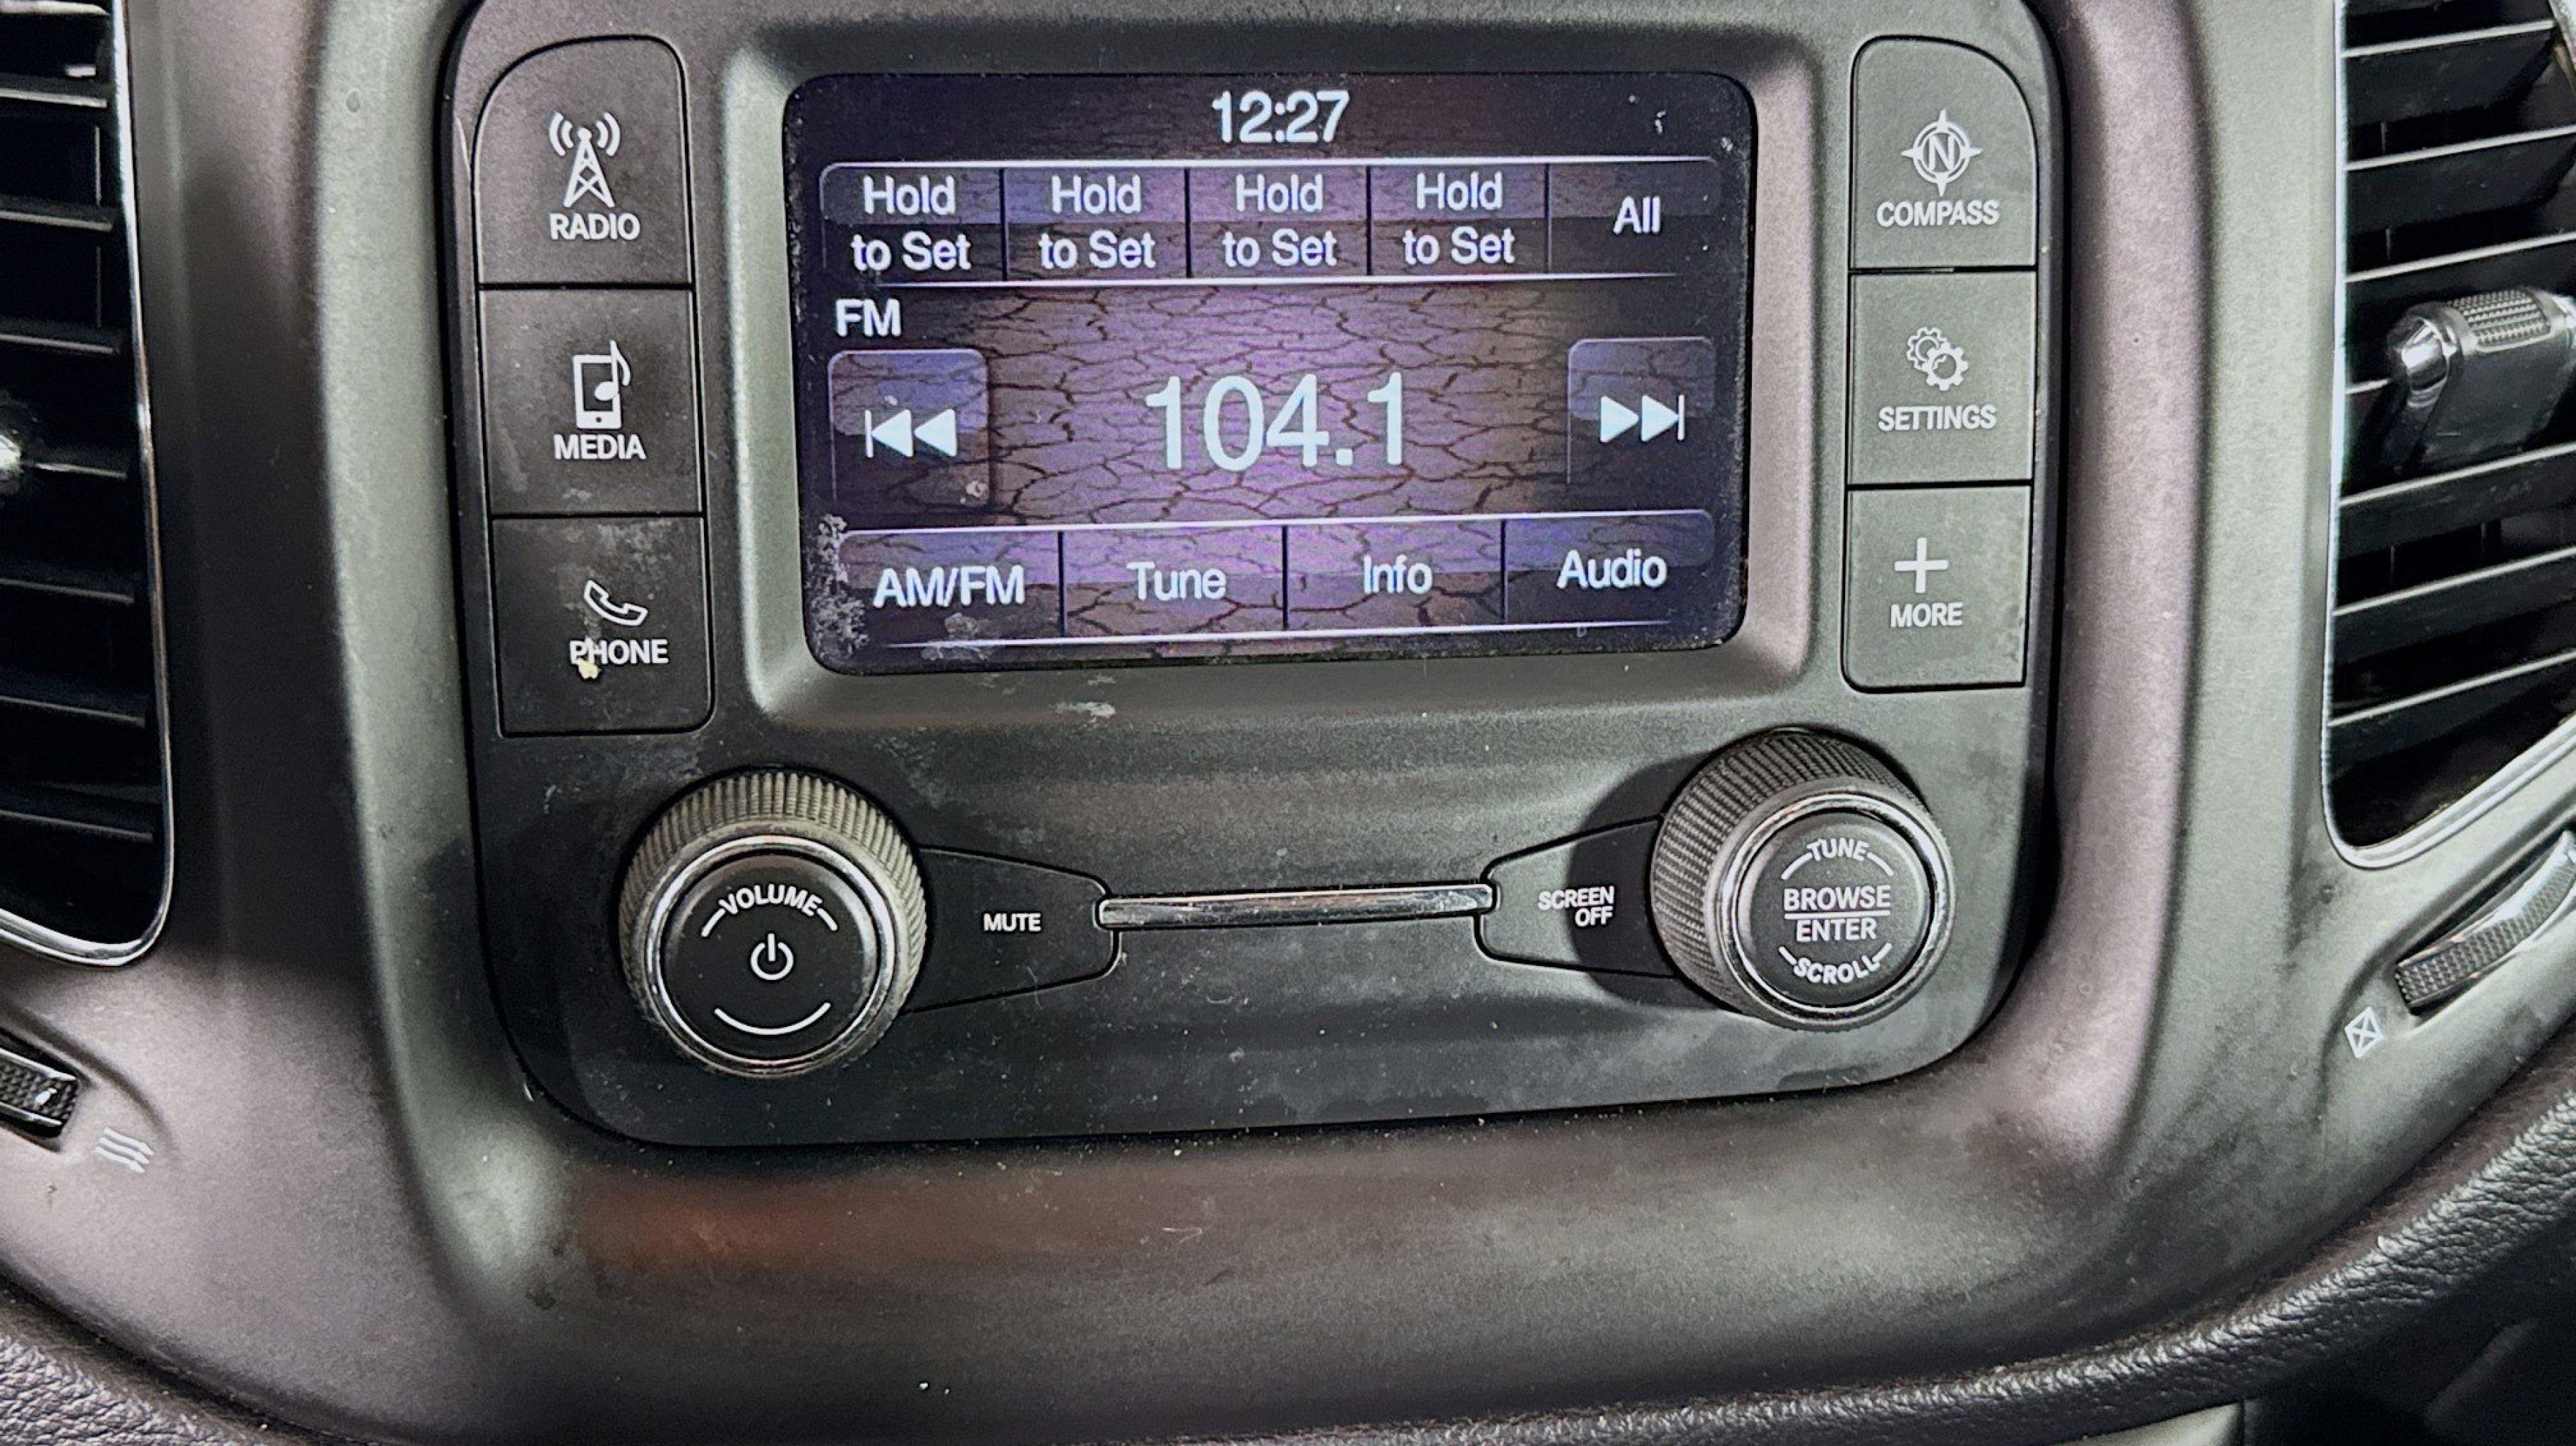 12:27
Hold to Set
Hold to Set
Hold to Set
Hold to Set
All
FM
104.1
AM/FM
Tune
Info
Audio
RADIO
MEDIA
PHONE
COMPASS
N
SETTINGS
MORE
VOLUME
MUTE
SCREEN
OFF
TUNE
BROWSE
ENTER
SCROLL